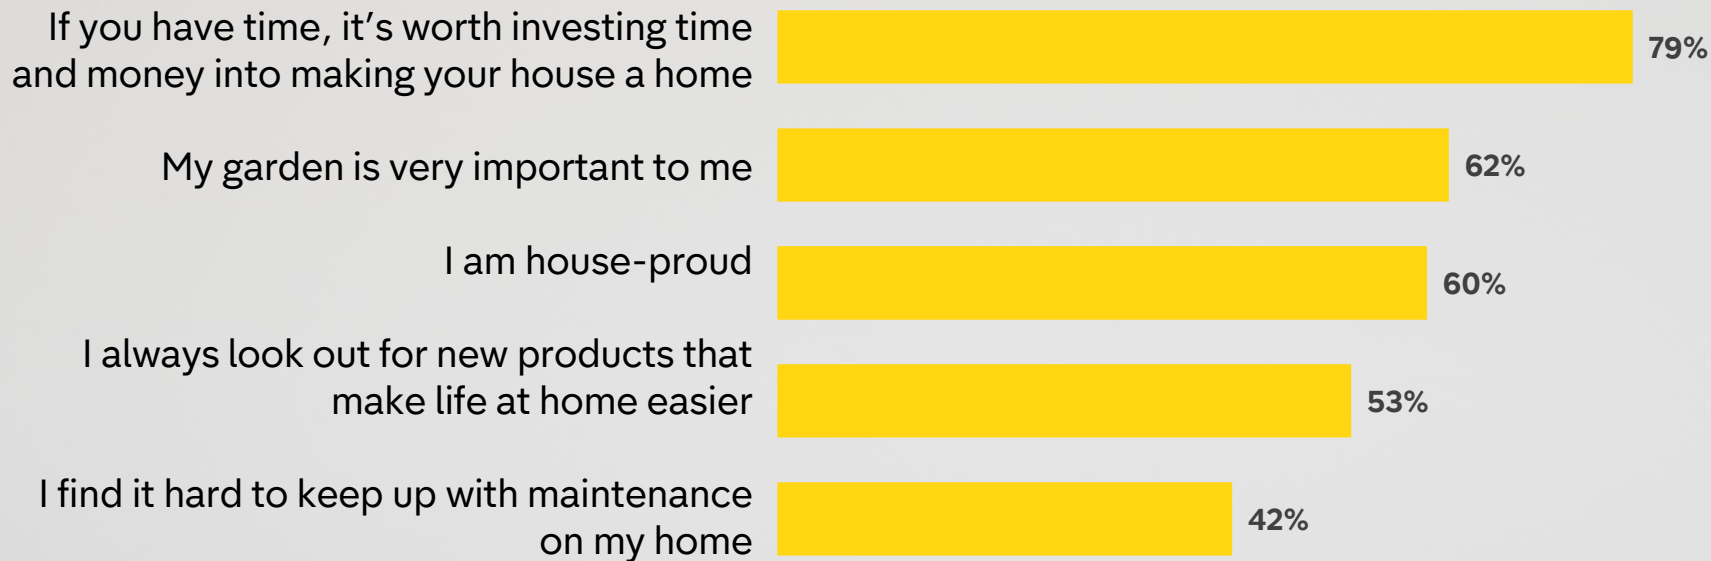 If you have time, it’s worth investing time
and money into making your house a home
79%
My garden is very important to me
62%
I am house-proud
60%
I always look out for new products that
make life at home easier
53%
I find it hard to keep up with maintenance
on my home
42%